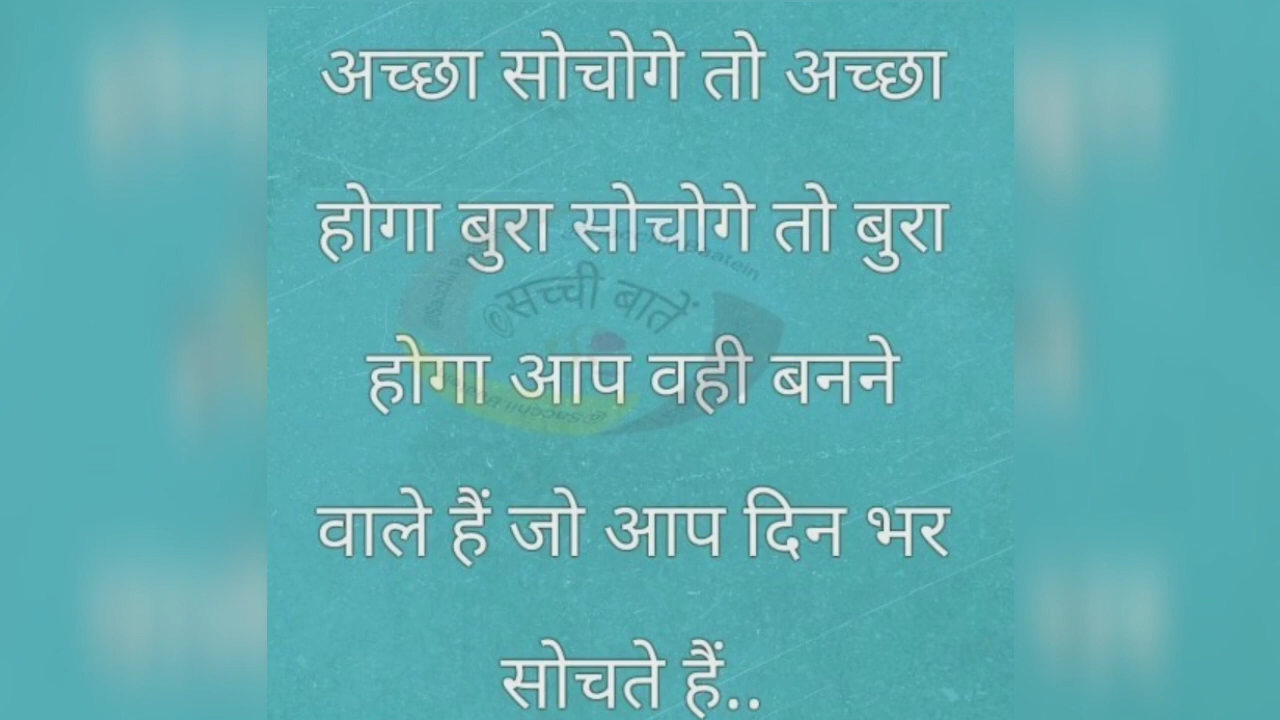 अच्छा सोचोगे तो अच्छा
होगा बुरा सोचोगे तो बुरा
©सच्ची बातें
होगा आप वही बनने
वाले हैं जो आप दिन भर
सोचते हैं..